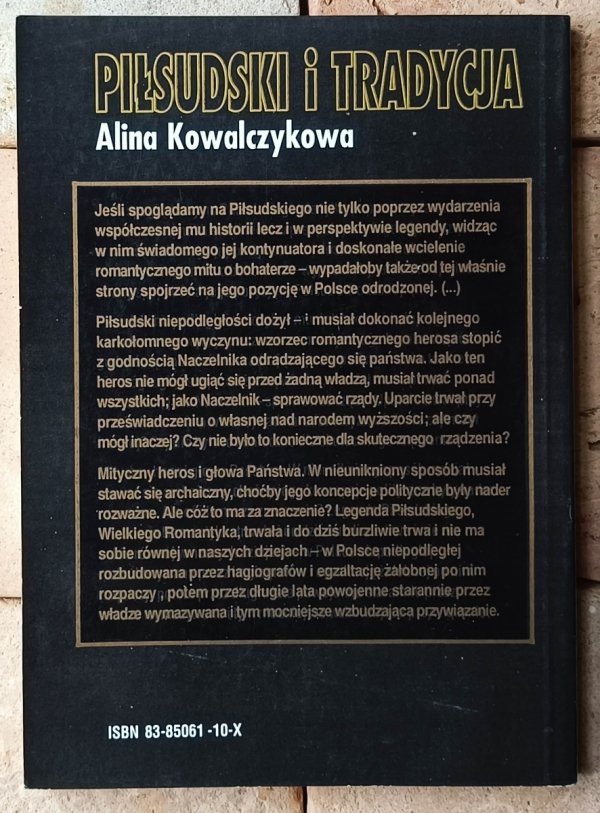 PIŁSUDSKI i TRADYCJA
Alina Kowalczykowa
Jeśli spoglądamy na Piłsudskiego nie tylko poprzez wydarzenia
współczesnej mu historii lecz i w perspektywie legendy, widząc
w nim świadomego jej kontynuatora i doskonałe wcielenie
romantycznego mitu o bohaterze – wypadałoby także od tej właśnie
strony spojrzeć na jego pozycję w Polsce odrodzonej. (...)
Piłsudski niepodległości dożył – i musiał dokonać kolejnego
karkołomnego wyczynu: wzorzec romantycznego herosa stopić
z godnością Naczelnika odradzającego się państwa. Jako ten
heros nie mógł ugiąć się przed żadną władzą, musiał trwać ponad
wszystkich; jako Naczelnik – sprawować rządy. Uparcie trwał przy
przeświadczeniu o własnej nad narodem wyższości; ale czy
mógł inaczej? Czy nie było to konieczne dla skutecznego rządzenia?
Mityczny heros i głowa Państwa. W nieunikniony sposób musiał
stawać się archaiczny, choćby jego koncepcje polityczne były nader
rozważne. Ale cóż to ma za znaczenie? Legenda Piłsudskiego,
Wielkiego Romantyka, trwała i do dziś burzliwie trwa i nie ma
sobie równej w naszych dziejach – w Polsce niepodległej
rozbudowana przez hagiografów i egzaltację żałobnej po nim
rozpaczy , potem przez długie lata powojenne starannie przez
władze wymazywana i tym mocniejsze wzbudzająca przywiązanie.
ISBN 83-85061 -10-X